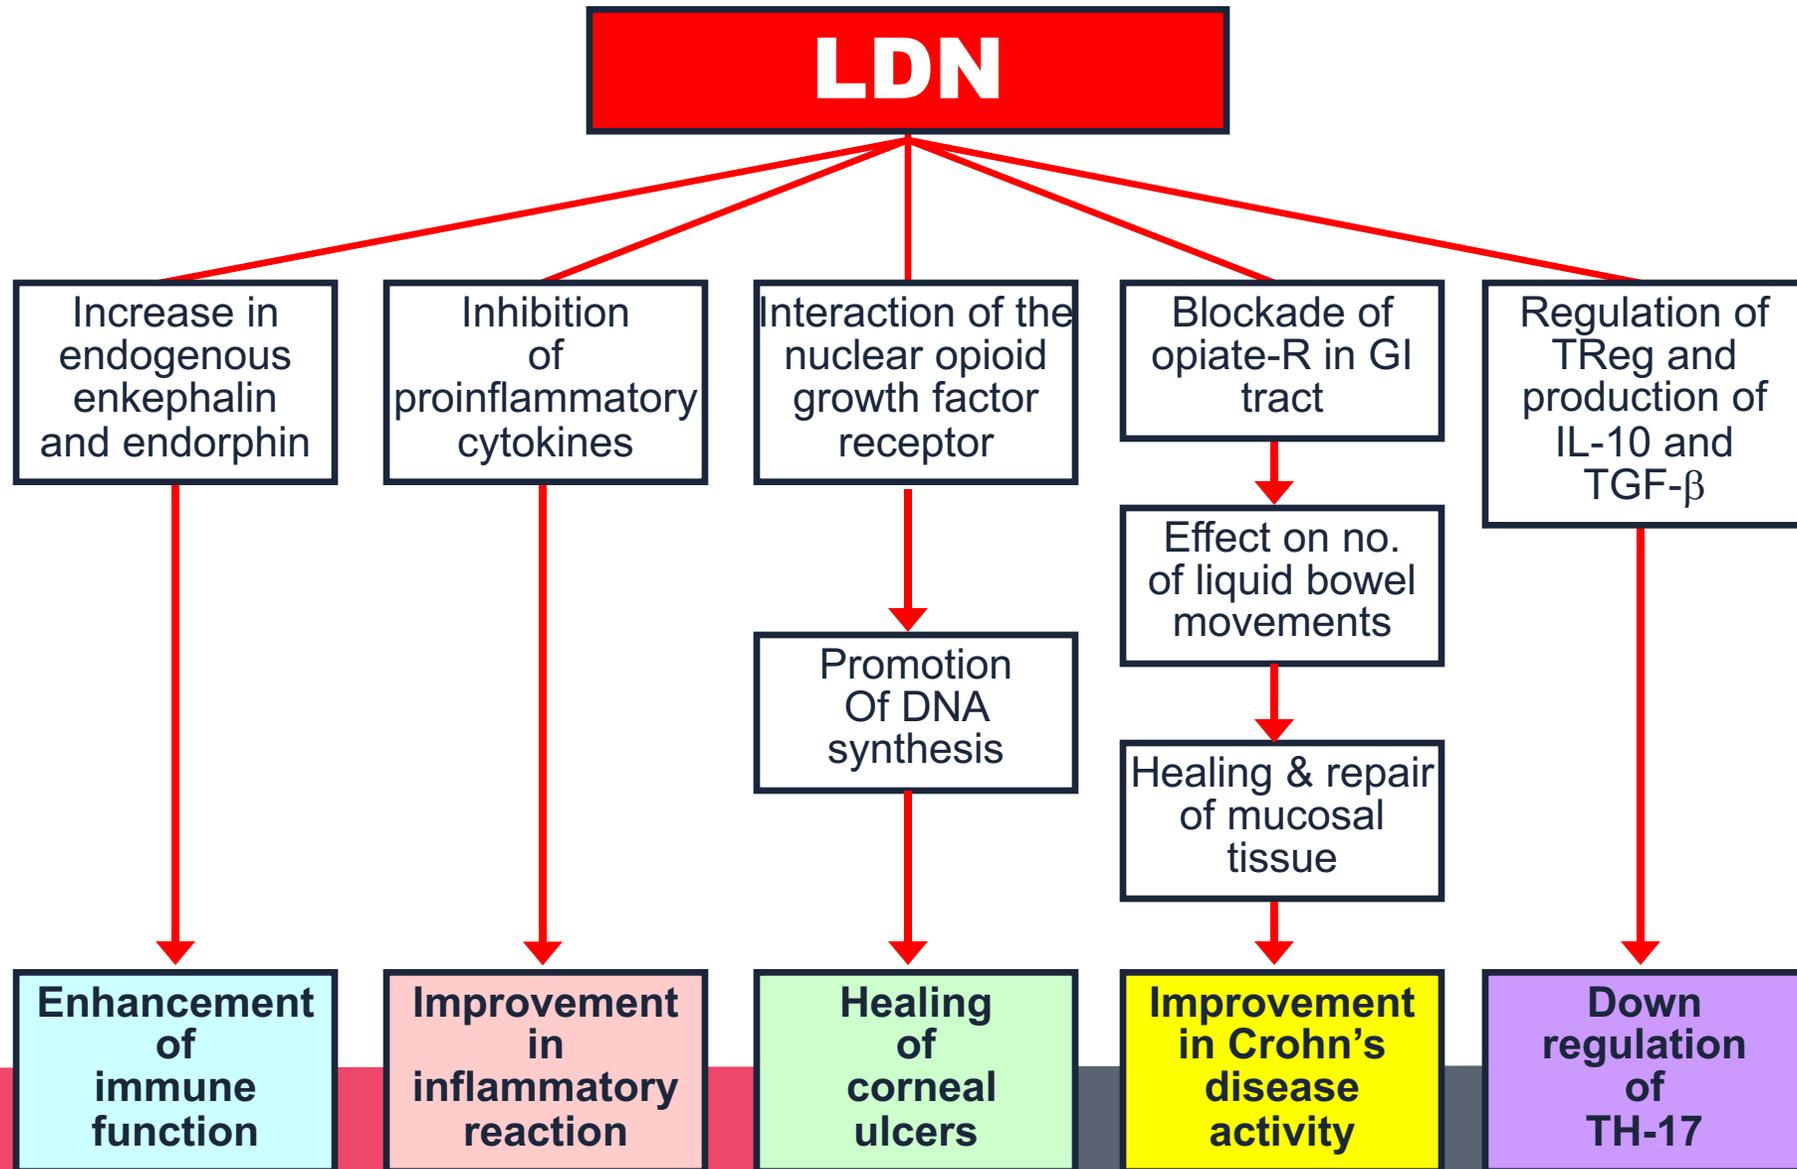 LDN
Increase in
endogenous
enkephalin
and endorphin
Inhibition
of
proinflammatory
cytokines
Interaction of the
nuclear opioid
growth factor
receptor
Blockade of
opiate-R in GI
tract
Regulation of
TReg and
production of
IL-10 and
TGF-β
Effect on no.
of liquid bowel
movements
Promotion
Of DNA
synthesis
Healing & repair
of mucosal
tissue
Enhancement
of
immune
function
Improvement
in
inflammatory
reaction
Healing
of
corneal
ulcers
Improvement
in Crohn’s
disease
activity
Down
regulation
of
TH-17